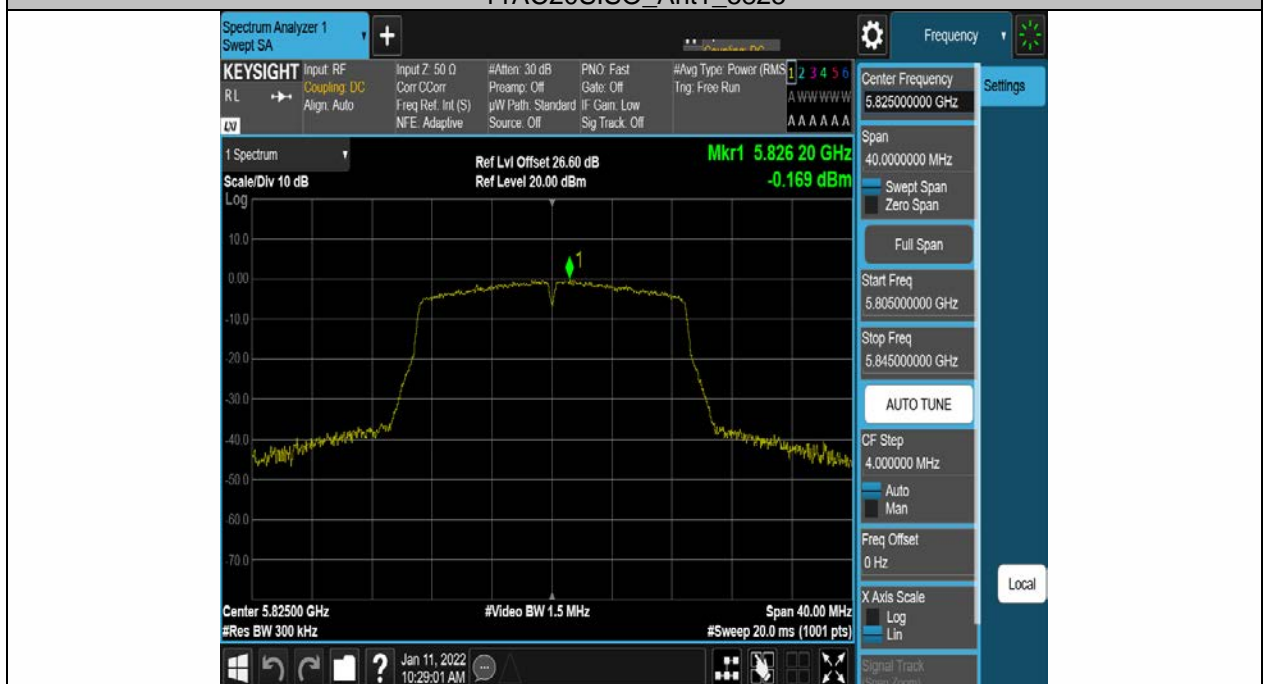 11AC20SISO_Ant1_5825
Spectrum Analyzer 1
Swept SA
+
Coupling: DC
Frequency
KEYSIGHT
RL
LXI
Input: RF
Coupling: DC
Align: Auto
Input Z: 50 Ω
Corr CCorr
Freq Ref: Int (S)
NFE: Adaptive
#Atten: 30 dB
Preamp: Off
µW Path: Standard
Source: Off
PNO: Fast
Gate: Off
IF Gain: Low
Sig Track: Off
#Avg Type: Power (RMS
Trig: Free Run
1 2 3 4 5 6
A W W W W W
A A A A A A
1 Spectrum
Scale/Div 10 dB
Log
Ref Lvl Offset 26.60 dB
Ref Level 20.00 dBm
Mkr1 5.826 20 GHz
-0.169 dBm
10.0
0.00
-10.0
-20.0
-30.0
-40.0
-50.0
-60.0
-70.0
1
Center 5.82500 GHz
#Res BW 300 kHz
#Video BW 1.5 MHz
Span 40.00 MHz
#Sweep 20.0 ms (1001 pts)
Center Frequency
5.825000000 GHz
Settings
Span
40.0000000 MHz
Swept Span
Zero Span
Full Span
Start Freq
5.805000000 GHz
Stop Freq
5.845000000 GHz
AUTO TUNE
CF Step
4.000000 MHz
Auto
Man
Freq Offset
0 Hz
X Axis Scale
Log
Lin
Local
Signal Track
(Span Zoom)
?
Jan 11, 2022
10:29:01 AM